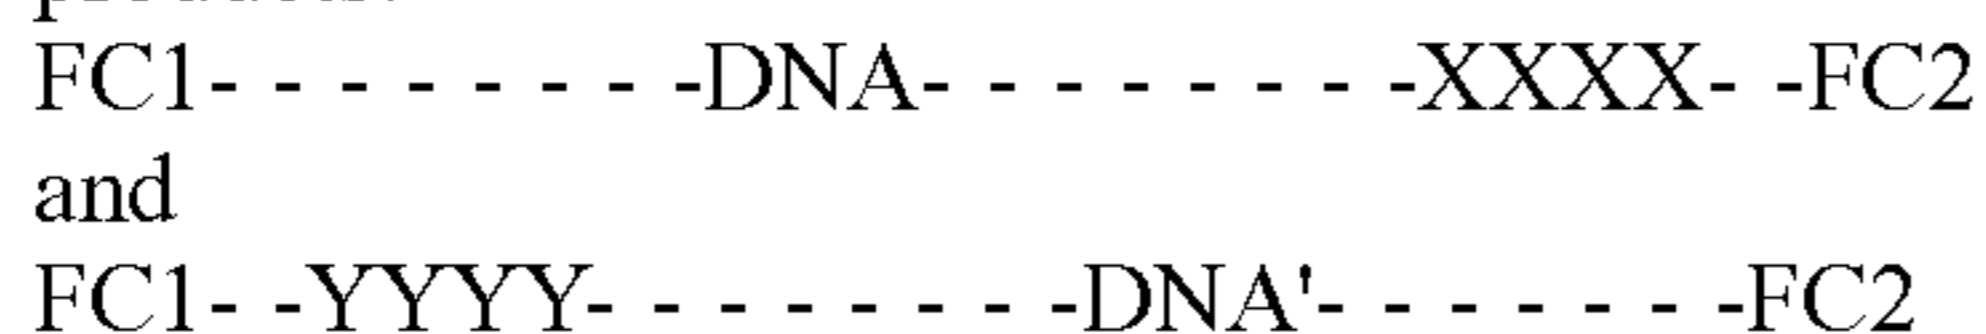 FC1- - - - - - - -DNA- - - - - - - -XXXX- -FC2
and
FC1- -YYYY- - - - - - - -DNA'- - - - - - -FC2